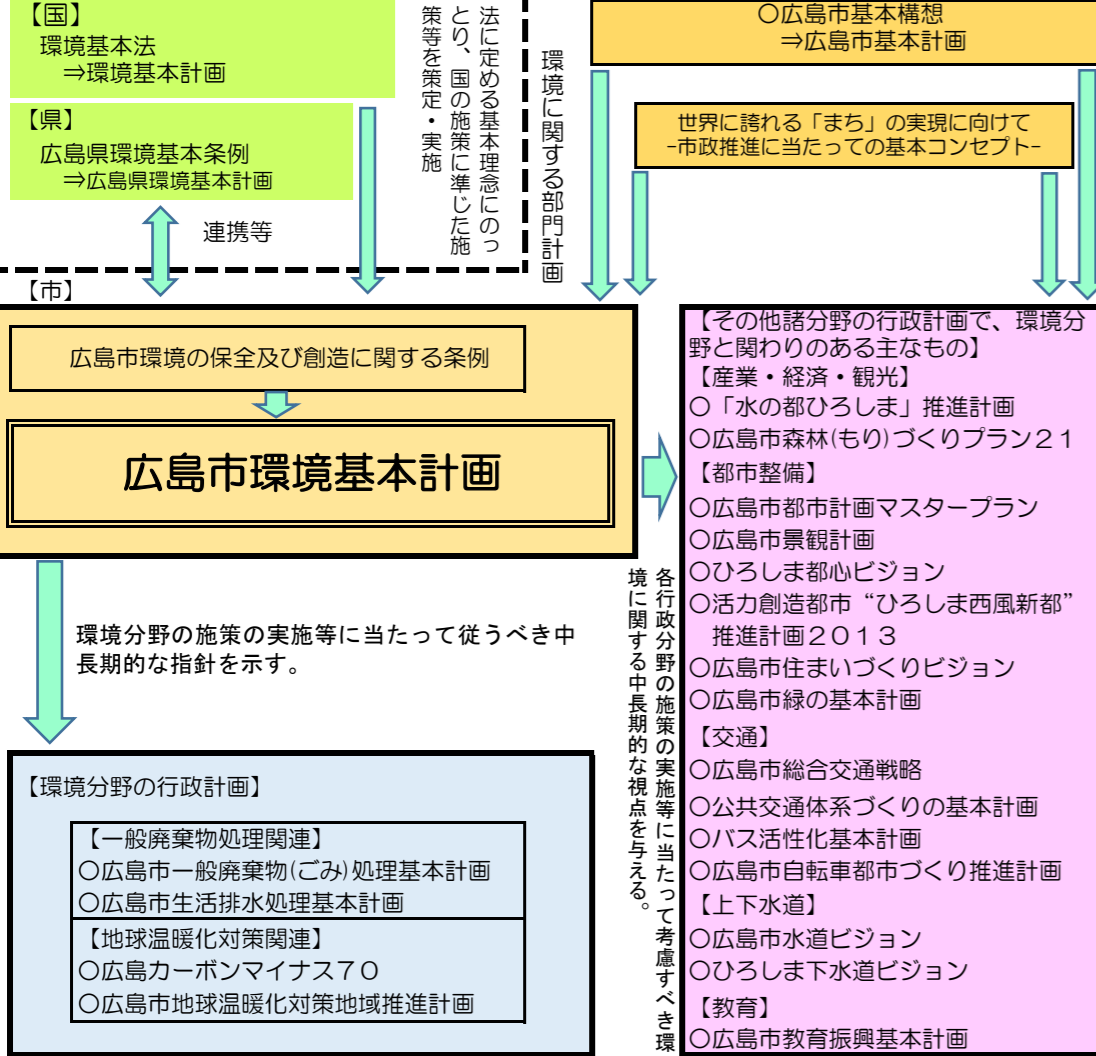 【国】
環境基本法
⇒環境基本計画
【県】
広島県環境基本条例
⇒広島県環境基本計画
連携等
法に定める基本理念にのっ
とり、国の施策に準じた施
策等を策定・実施
環境に関する部門計画
〇広島市基本構想
⇒広島市基本計画
世界に誇れる「まち」の実現に向けて
-市政推進に当たっての基本コンセプト-
【市】
広島市環境の保全及び創造に関する条例
広島市環境基本計画
環境分野の施策の実施等に当たって従うべき中
長期的な指針を示す。
【環境分野の行政計画】
【一般廃棄物処理関連】
〇広島市一般廃棄物(ごみ)処理基本計画
〇広島市生活排水処理基本計画
【地球温暖化対策関連】
〇広島カーボンマイナス７０
〇広島市地球温暖化対策地域推進計画
各行政分野の施策の実施等に当たって考慮すべき環
境に関する中長期的な視点を与える。
【その他諸分野の行政計画で、環境分
野と関わりのある主なもの】
【産業・経済・観光】
〇「水の都ひろしま」推進計画
〇広島市森林(もり)づくりプラン２１
【都市整備】
〇広島市都市計画マスタープラン
〇広島市景観計画
〇ひろしま都心ビジョン
〇活力創造都市“ひろしま西風新都”
推進計画２０１３
〇広島市住まいづくりビジョン
〇広島市緑の基本計画
【交通】
〇広島市総合交通戦略
〇公共交通体系づくりの基本計画
〇バス活性化基本計画
〇広島市自転車都市づくり推進計画
【上下水道】
〇広島市水道ビジョン
〇ひろしま下水道ビジョン
【教育】
〇広島市教育振興基本計画